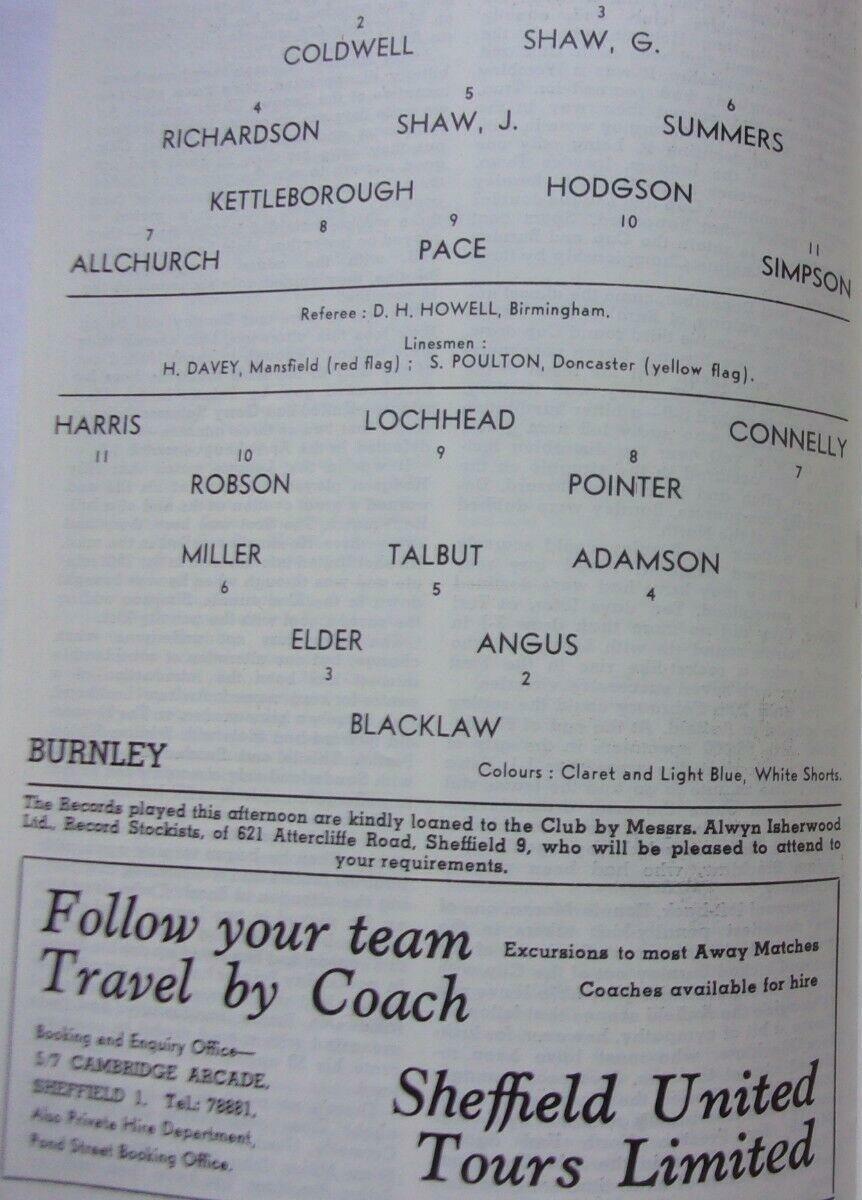 2 3
COLDWELL SHAW, G.
4 5 6
RICHARDSON SHAW, J. SUMMERS
KETTLEBOROUGH HODGSON
7 8 9 10 11
ALLCHURCH PACE SIMPSON
Referee : D. H. HOWELL, Birmingham.
Linesmen :
H. DAVEY, Mansfield (red flag) ; S. POULTON, Doncaster (yellow flag).
HARRIS LOCHHEAD CONNELLY
11 10 9 8 7
ROBSON POINTER
MILLER TALBUT ADAMSON
6 5 4
ELDER ANGUS
3 2
BLACKLAW
BURNLEY
Colours : Claret and Light Blue, White Shorts.
The Records played this afternoon are kindly loaned to the Club by Messrs. Alwyn Isherwood
Ltd., Record Stockists, of 621 Attercliffe Road, Sheffield 9, who will be pleased to attend to
your requirements.
Follow your team
Travel by Coach
Excursions to most Away Matches
Coaches available for hire
Booking and Enquiry Office—
5/7 CAMBRIDGE ARCADE,
SHEFFIELD 1. Tel.: 78881.
Also Private Hire Department,
Pond Street Booking Office.
Sheffield United
Tours Limited